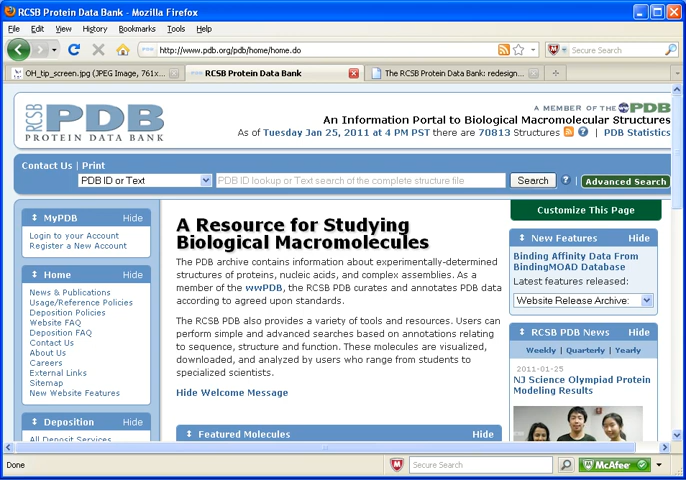 RCSB Protein Data Bank - Mozilla Firefox
File Edit View History Bookmarks Tools Help
http://www.pdb.org/pdb/home/home.do
Secure Search
OH_tip_screen.jpg (JPEG Image, 761x...
RCSB Protein Data Bank
The RCSB Protein Data Bank: redesign...
RCSB PDB
PROTEIN DATA BANK
A MEMBER OF THE PDB
An Information Portal to Biological Macromolecular Structures
As of Tuesday Jan 25, 2011 at 4 PM PST there are 70813 Structures ? | PDB Statistics
Contact Us | Print
PDB ID or Text
PDB ID lookup or Text search of the complete structure file
Search ? | Advanced Search
MyPDB Hide
Login to your Account
Register a New Account
Home Hide
News & Publications
Usage/Reference Policies
Deposition Policies
Website FAQ
Deposition FAQ
Contact Us
About Us
Careers
External Links
Sitemap
New Website Features
Deposition Hide
All Deposit Services
A Resource for Studying
Biological Macromolecules
The PDB archive contains information about experimentally-determined
structures of proteins, nucleic acids, and complex assemblies. As a
member of the wwPDB, the RCSB PDB curates and annotates PDB data
according to agreed upon standards.
The RCSB PDB also provides a variety of tools and resources. Users can
perform simple and advanced searches based on annotations relating
to sequence, structure and function. These molecules are visualized,
downloaded, and analyzed by users who range from students to
specialized scientists.
Hide Welcome Message
Featured Molecules Hide
Customize This Page
New Features Hide
Binding Affinity Data From
BindingMOAD Database
Latest features released:
Website Release Archive:
RCSB PDB News Hide
Weekly | Quarterly | Yearly
2011-01-25
NJ Science Olympiad Protein
Modeling Results
Done
Secure Search
McAfee